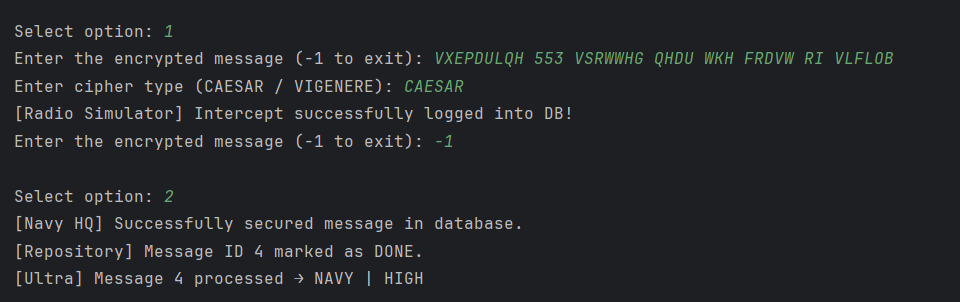 Select option: 1
Enter the encrypted message (-1 to exit): VXEPDULQH 553 VSRWWHG QHDU WKH FRDVW RI VLFLOB
Enter cipher type (CAESAR / VIGENERE): CAESAR
[Radio Simulator] Intercept successfully logged into DB!
Enter the encrypted message (-1 to exit): -1
Select option: 2
[Navy HQ] Successfully secured message in database.
[Repository] Message ID 4 marked as DONE.
[Ultra] Message 4 processed → NAVY | HIGH